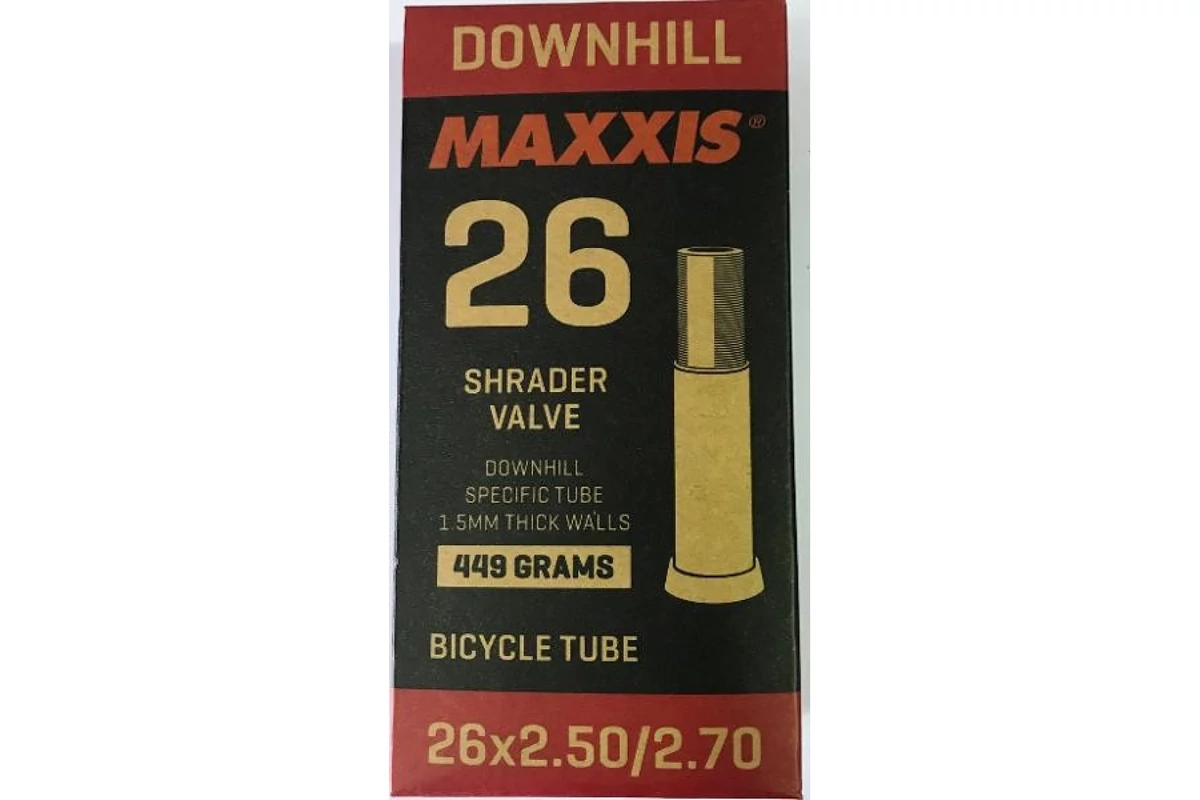 DOWNHILL
MAXXIS®
26
SHRADER
VALVE
DOWNHILL
SPECIFIC TUBE
1.5MM THICK WALLS
449 GRAMS
BICYCLE TUBE
26x2.50/2.70